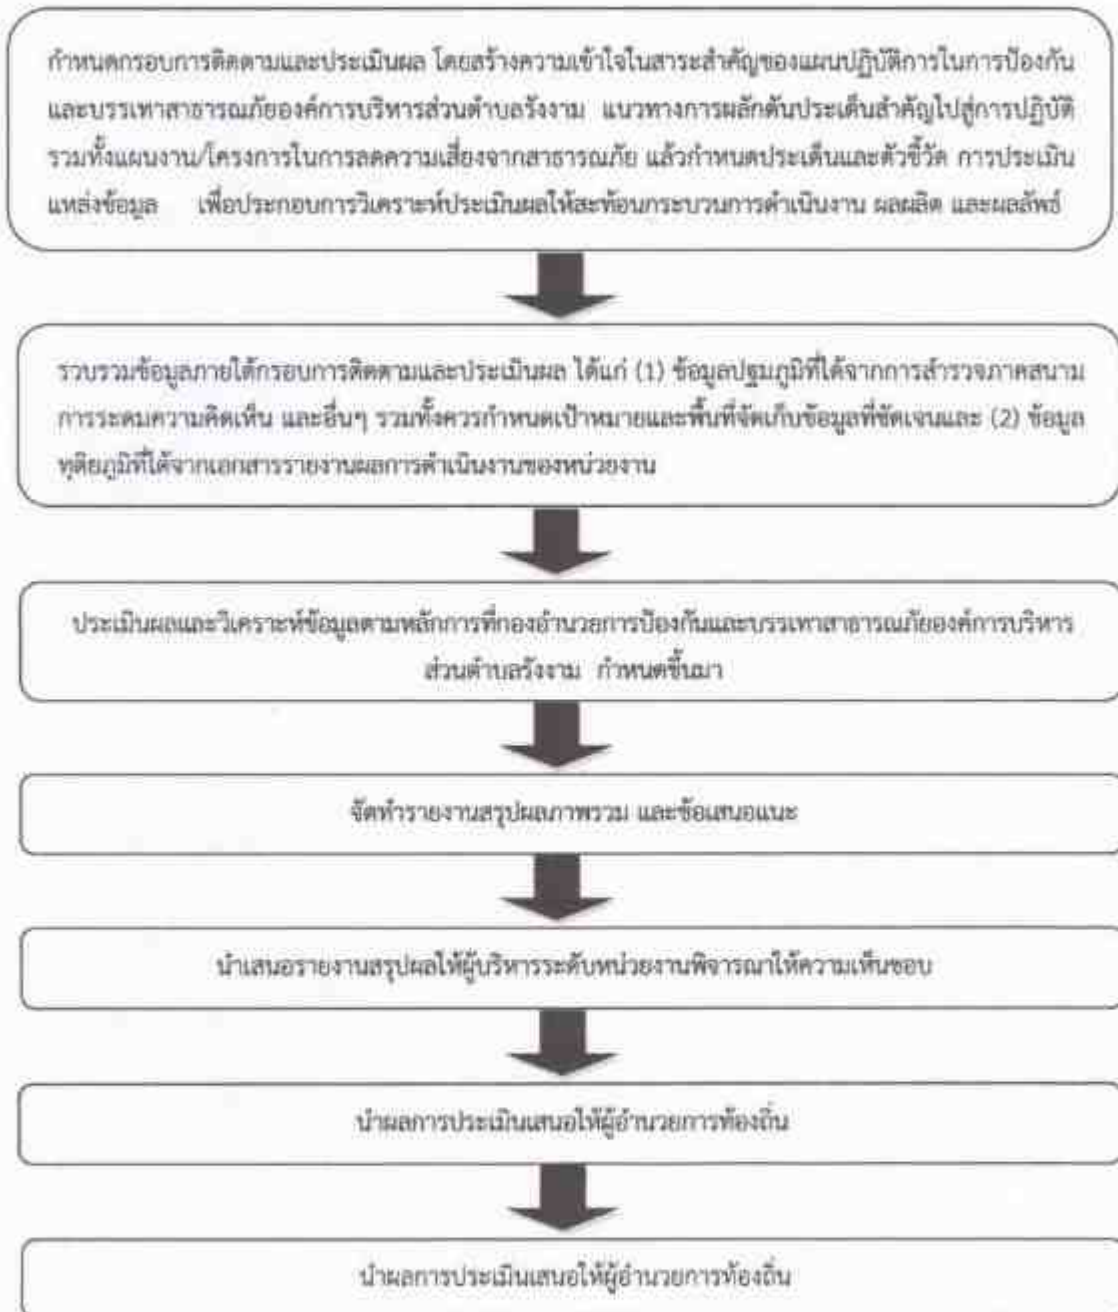 กำหนดกรอบการติดตามและประเมินผล โดยสร้างความเข้าใจในสาระสำคัญของแผนปฏิบัติการในการป้องกัน
และบรรเทาสาธารณภัยองค์การบริหารส่วนตำบลรังงาม แนวทางการผลักดันประเด็นสำคัญไปสู่การปฏิบัติ
รวมทั้งแผนงาน/โครงการในการลดความเสี่ยงจากสาธารณภัย แล้วกำหนดประเด็นและตัวชี้วัด การประเมิน
แหล่งข้อมูล เพื่อประกอบการวิเคราะห์ประเมินผลให้สะท้อนกระบวนการดำเนินงาน ผลผลิต และผลลัพธ์
รวบรวมข้อมูลภายใต้กรอบการติดตามและประเมินผล ได้แก่ (1) ข้อมูลปฐมภูมิที่ได้จากการสำรวจภาคสนาม
การระดมความคิดเห็น และอื่นๆ รวมทั้งควรกำหนดเป้าหมายและพื้นที่จัดเก็บข้อมูลที่ชัดเจนและ (2) ข้อมูล
ทุติยภูมิที่ได้จากเอกสารรายงานผลการดำเนินงานของหน่วยงาน
ประเมินผลและวิเคราะห์ข้อมูลตามหลักการที่กองอำนวยการป้องกันและบรรเทาสาธารณภัยองค์การบริหาร
ส่วนตำบลรังงาม กำหนดขึ้นมา
จัดทำรายงานสรุปผลภาพรวม และข้อเสนอแนะ
นำเสนอรายงานสรุปผลให้ผู้บริหารระดับหน่วยงานพิจารณาให้ความเห็นชอบ
นำผลการประเมินเสนอให้ผู้อำนวยการท้องถิ่น
นำผลการประเมินเสนอให้ผู้อำนวยการท้องถิ่น